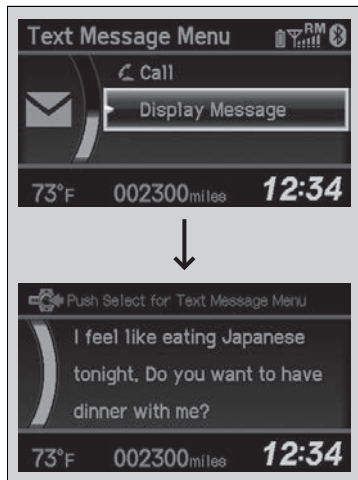 Text Message Menu RM
Call
Display Message
73°F 002300miles 12:34
Push Select for Text Message Menu
I feel like eating Japanese
tonight. Do you want to have
dinner with me?
73°F 002300miles 12:34